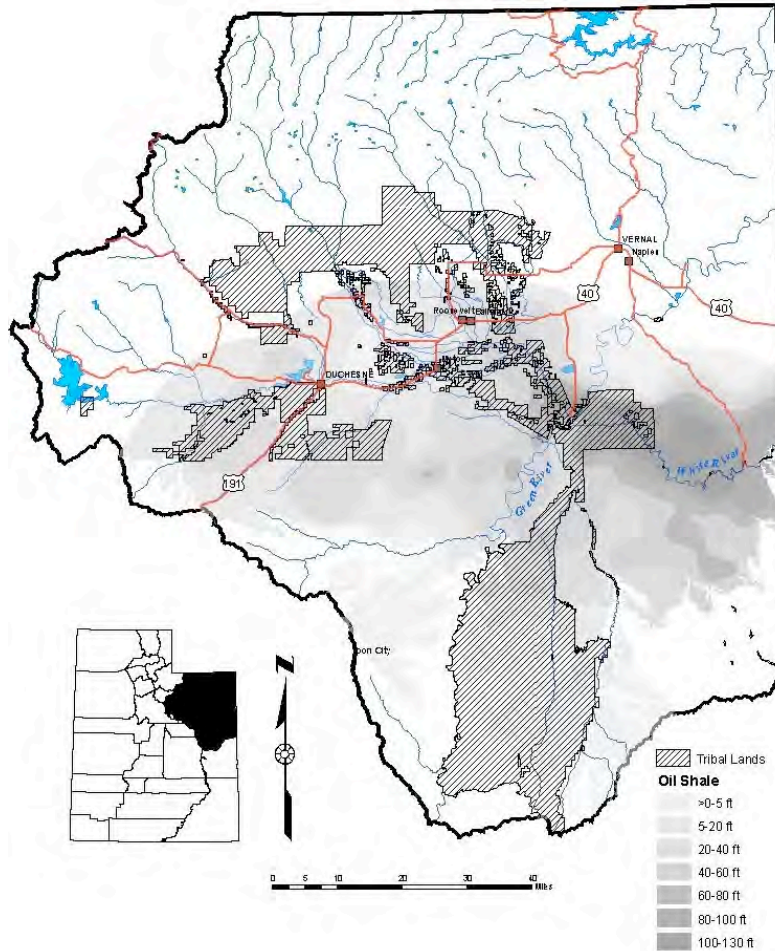 VERNAL
Naples
40
40
Roosevelt
DUCHESNE
White River
Green River
191
bon City
N
Tribal Lands
Oil Shale
>0-5 ft
5-20 ft
20-40 ft
40-60 ft
60-80 ft
80-100 ft
100-130 ft
0 5 10 20 30 40
Miles